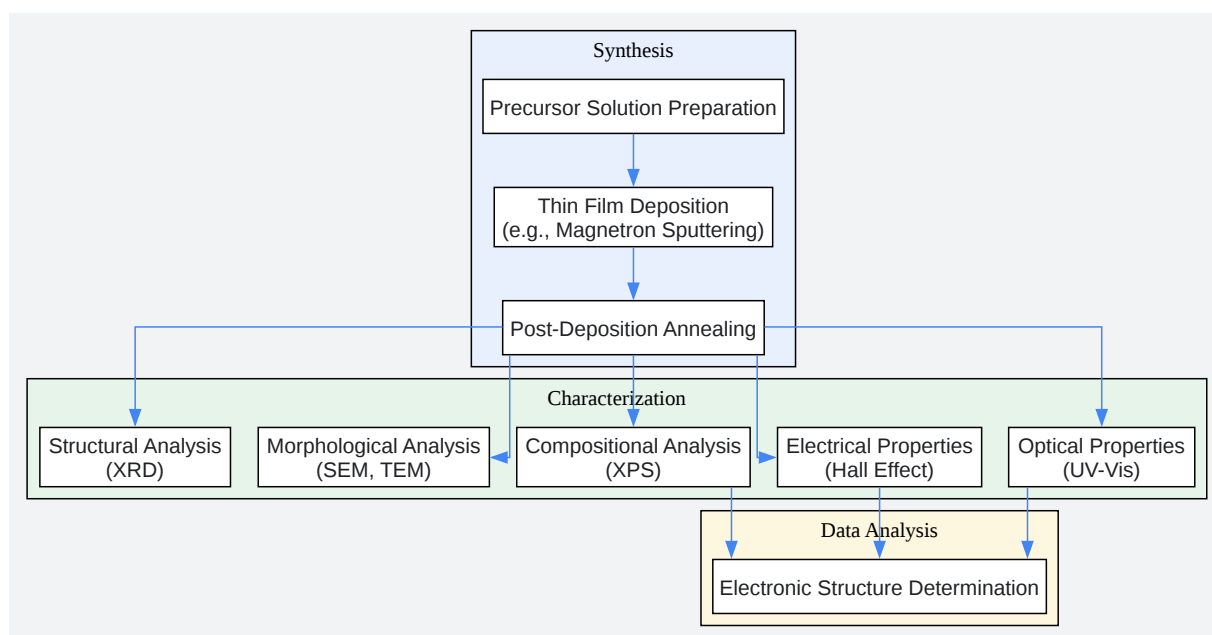 Synthesis
Precursor Solution Preparation
Thin Film Deposition
(e.g., Magnetron Sputtering)
Post-Deposition Annealing
Characterization
Structural Analysis
(XRD)
Morphological Analysis
(SEM, TEM)
Compositional Analysis
(XPS)
Electrical Properties
(Hall Effect)
Optical Properties
(UV-Vis)
Data Analysis
Electronic Structure Determination